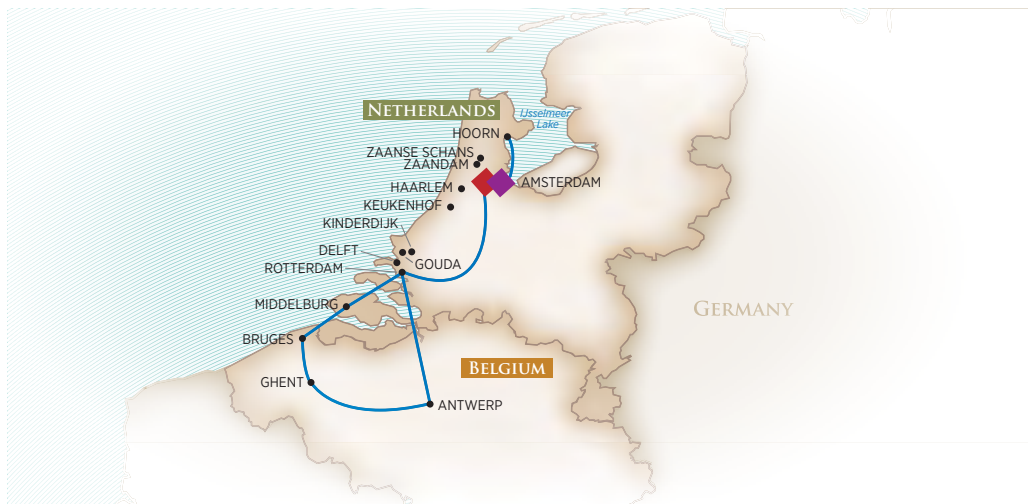 NETHERLANDS
IJsselmeer
Lake
HOORN
ZAANSE SCHANS
ZAANDAM
AMSTERDAM
HAARLEM
KEUKENHOF
KINDERDIJK
DELFT
GOUDA
ROTTERDAM
MIDDELBURG
GERMANY
BRUGES
BELGIUM
GHENT
ANTWERP